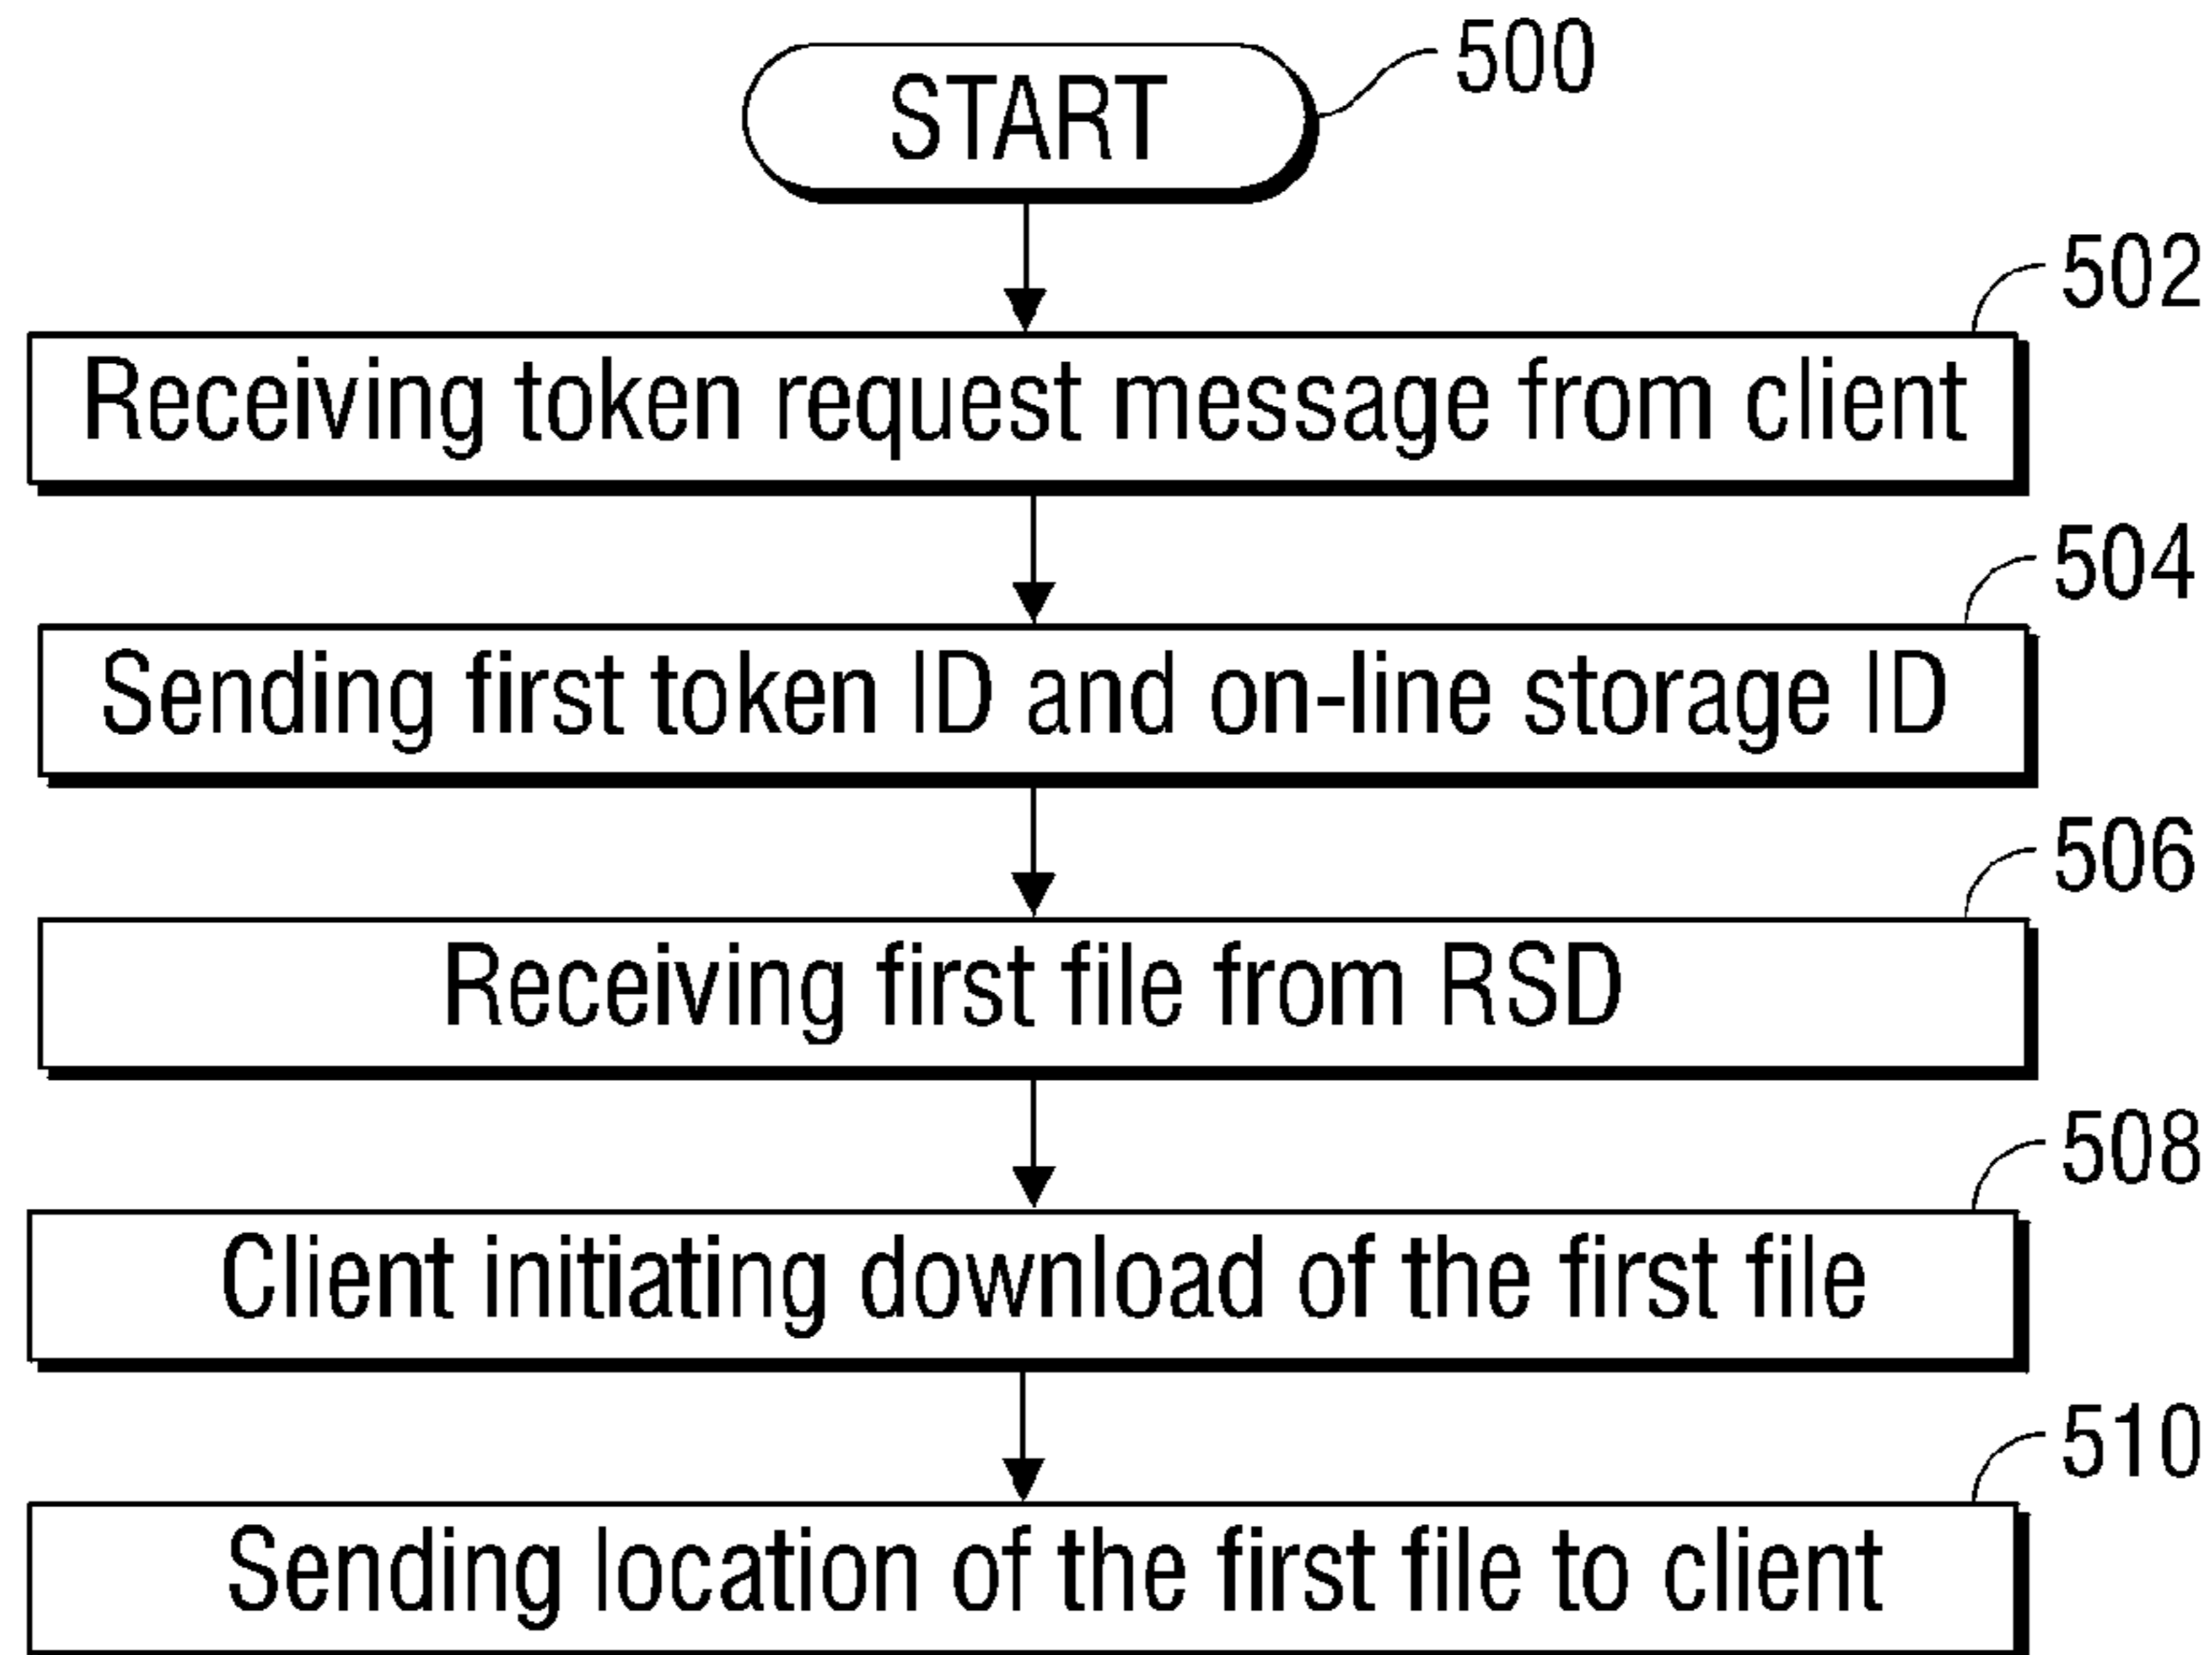 START
500
502
Receiving token request message from client
504
Sending first token ID and on-line storage ID
506
Receiving first file from RSD
508
Client initiating download of the first file
510
Sending location of the first file to client